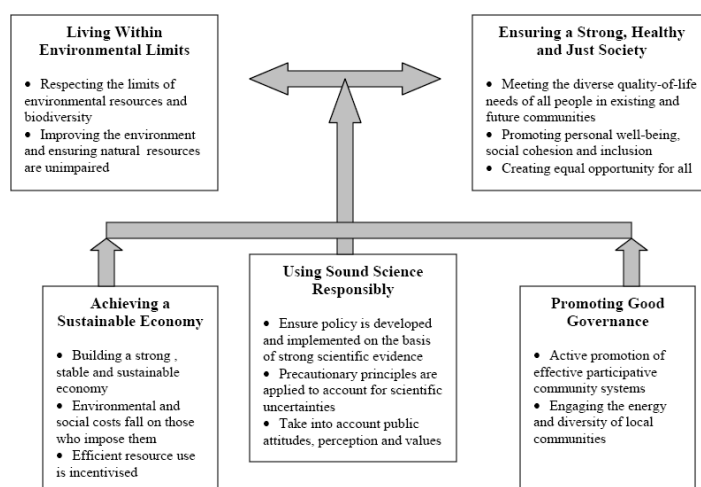 Living Within
Environmental Limits
• Respecting the limits of
environmental resources and
biodiversity
• Improving the environment
and ensuring natural resources
are unimpaired
Ensuring a Strong, Healthy
and Just Society
• Meeting the diverse quality-of-life
needs of all people in existing and
future communities
• Promoting personal well-being,
social cohesion and inclusion
• Creating equal opportunity for all
Achieving a
Sustainable Economy
• Building a strong ,
stable and sustainable
economy
• Environmental and
social costs fall on those
who impose them
• Efficient resource use
is incentivised
Using Sound Science
Responsibly
• Ensure policy is developed
and implemented on the basis
of strong scientific evidence
• Precautionary principles are
applied to account for scientific
uncertainties
• Take into account public
attitudes, perception and values
Promoting Good
Governance
• Active promotion of
effective participative
community systems
• Engaging the energy
and diversity of local
communities